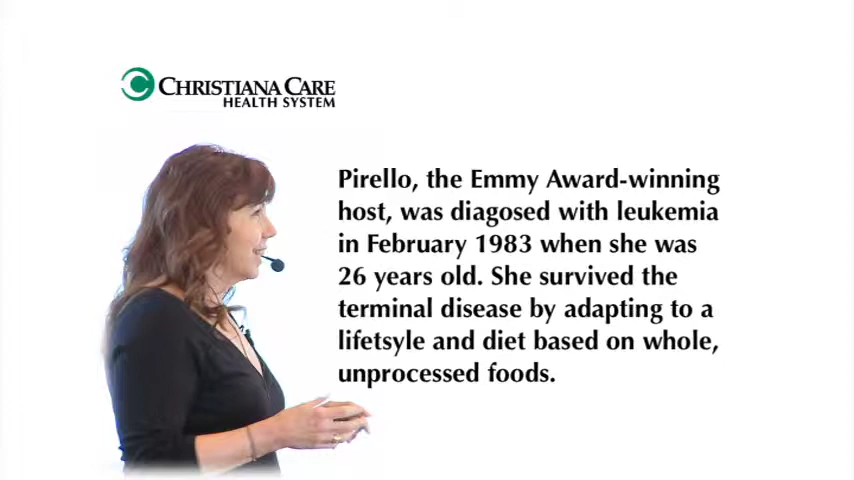 CHRISTIANA CARE
HEALTH SYSTEM
Pirello, the Emmy Award-winning
host, was diagosed with leukemia
in February 1983 when she was
26 years old. She survived the
terminal disease by adapting to a
lifetsyle and diet based on whole,
unprocessed foods.